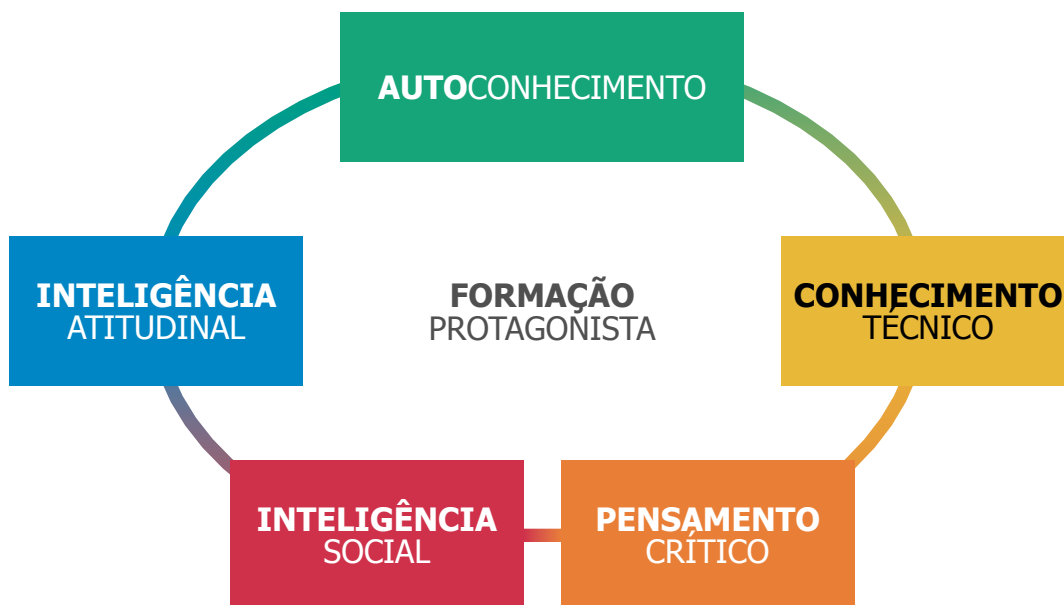 AUTOCONHECIMENTO
INTELIGÊNCIA
ATITUDINAL
FORMAÇÃO
PROTAGONISTA
CONHECIMENTO
TÉCNICO
INTELIGÊNCIA
SOCIAL
PENSAMENTO
CRÍTICO